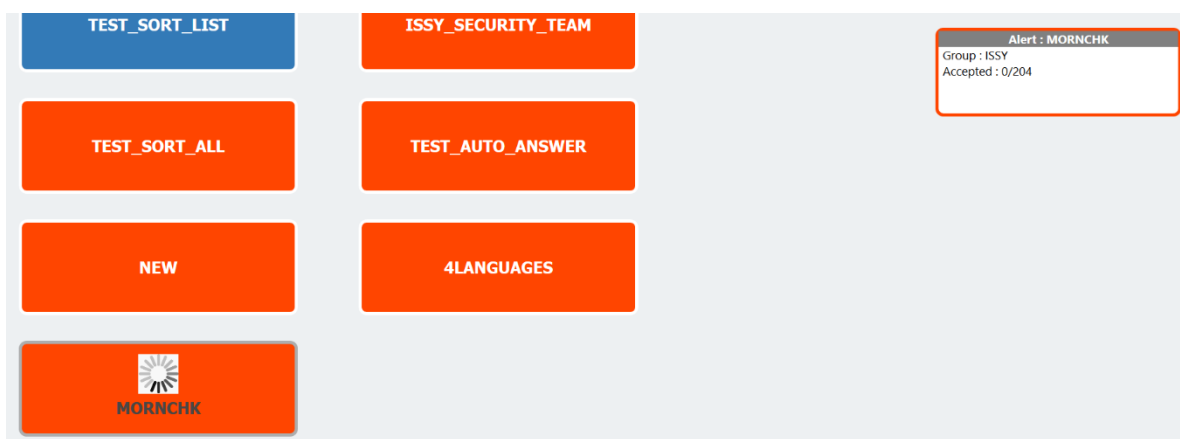 TEST_SORT_LIST
ISSY_SECURITY_TEAM
Alert : MORNCHK
Group : ISSY
Accepted : 0/204
TEST_SORT_ALL
TEST_AUTO_ANSWER
NEW
4LANGUAGES
MORNCHK